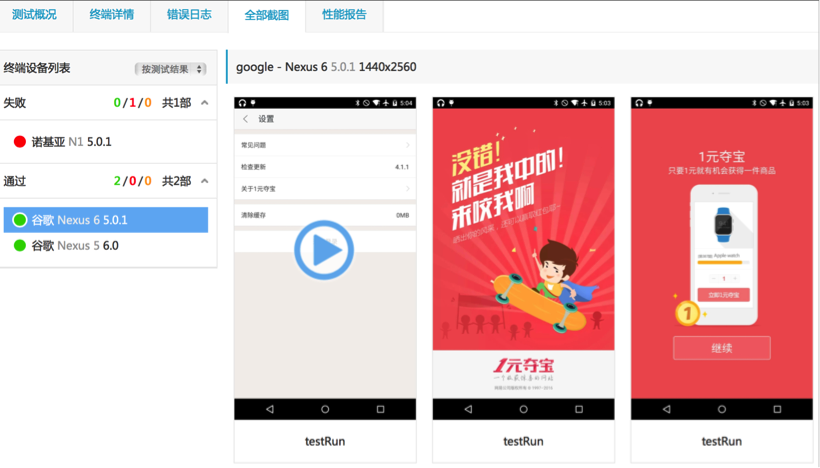 测试概况 终端详情 错误日志 全部截图 性能报告
终端设备列表 按测试结果
失败 0/1/0 共1部
诺基亚 N1 5.0.1
通过 2/0/0 共2部
谷歌 Nexus 6 5.0.1
谷歌 Nexus 5 6.0
google - Nexus 6 5.0.1 1440x2560
5:04
设置
常见问题
检查更新 4.1.1
关于1元夺宝
清除缓存 0MB
testRun
5:03
没错!
就是我中的!
来咬我啊
1元夺宝
testRun
5:03
1元夺宝
只要1元就有机会获得一件商品
Apple watch
1
立即1元夺宝
1
继续
testRun